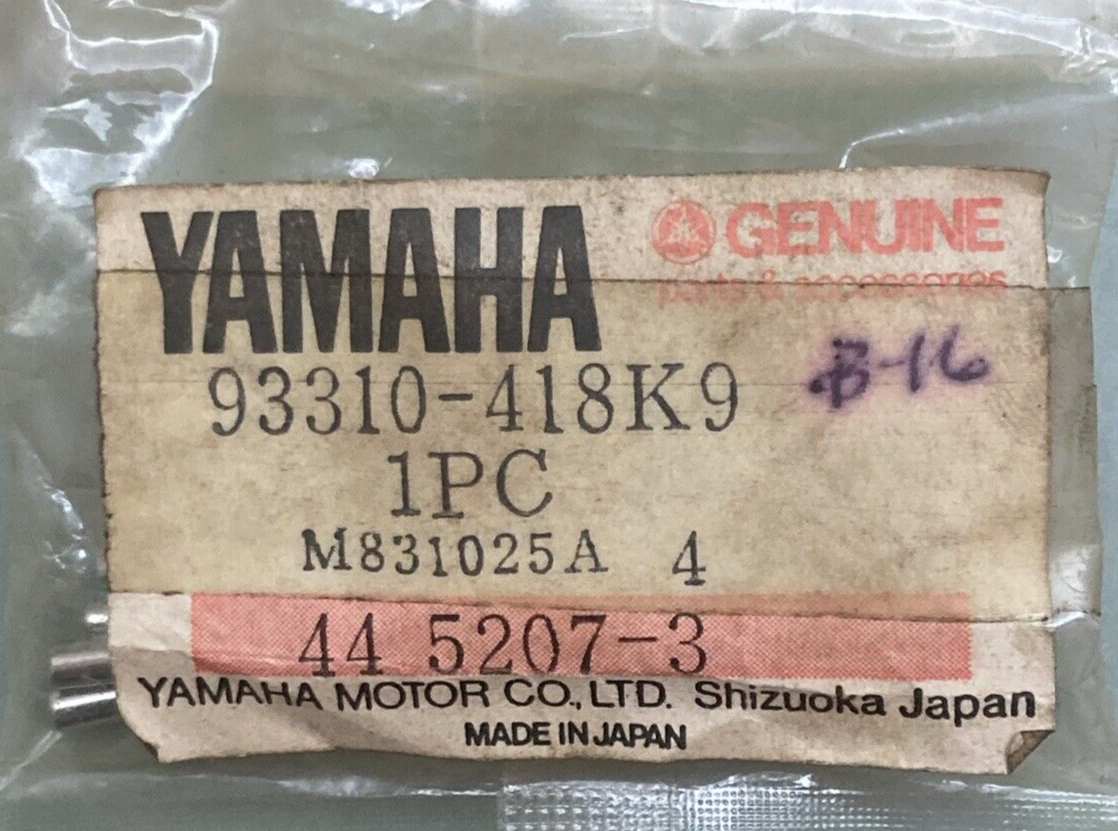 YAMAHA GENUINE
parts & accessories
93310-418K9 B-16
1PC
M831025A 4
44 5207-3
YAMAHA MOTOR CO., LTD. Shizuoka Japan
MADE IN JAPAN